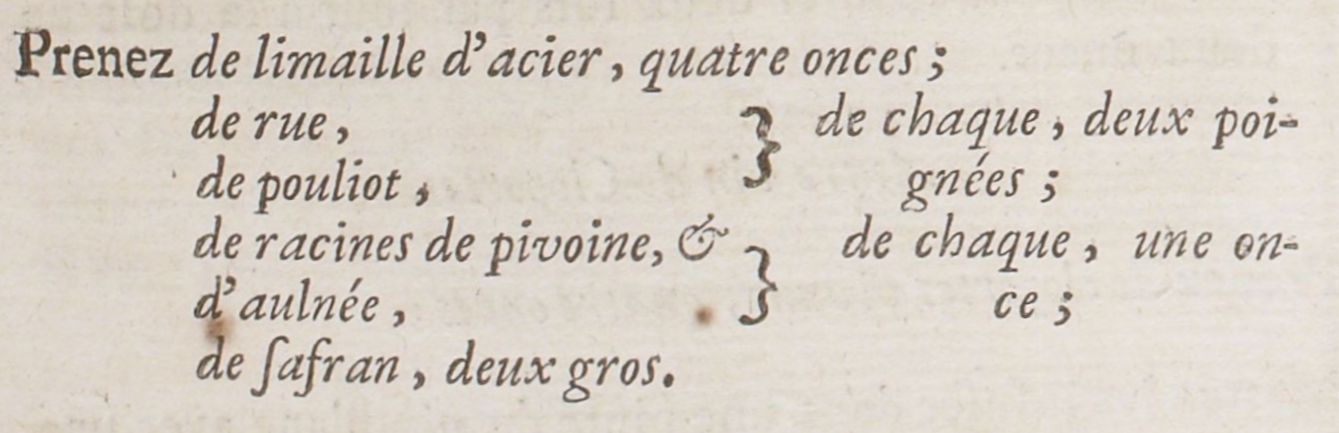 Prenez de limaille d'acier, quatre onces;
de rue, } de chaque, deux poi-
de pouliot, } gnées;
de racines de pivoine, & } de chaque, une on-
d'aulnée, } ce;
de ſafran, deux gros.